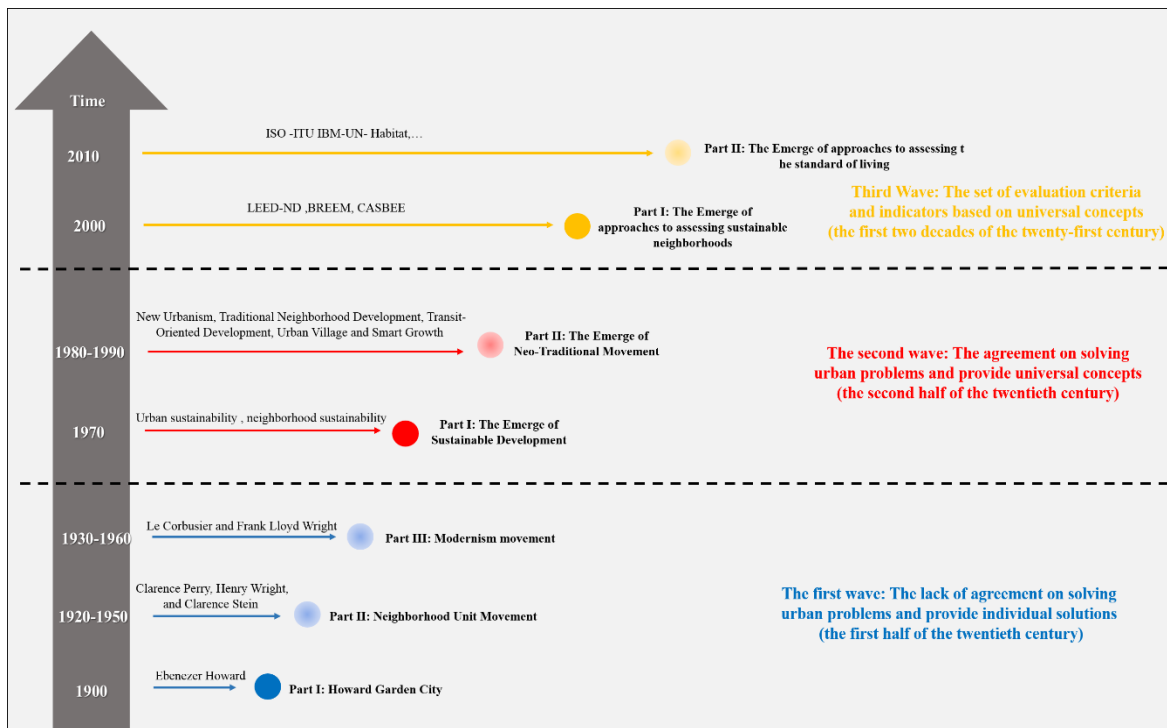 Time
ISO -ITU IBM-UN- Habitat,…
2010
Part II: The Emerge of approaches to assessing t
he standard of living
Third Wave: The set of evaluation criteria
and indicators based on universal concepts
(the first two decades of the twenty-first century)
LEED-ND ,BREEM, CASBEE
2000
Part I: The Emerge of
approaches to assessing sustainable
neighborhoods
New Urbanism, Traditional Neighborhood Development, Transit-
Oriented Development, Urban Village and Smart Growth
1980-1990
Part II: The Emerge of
Neo-Traditional Movement
The second wave: The agreement on solving
urban problems and provide universal concepts
(the second half of the twentieth century)
Urban sustainability , neighborhood sustainability
1970
Part I: The Emerge of
Sustainable Development
Le Corbusier and Frank Lloyd Wright
1930-1960
Part III: Modernism movement
Clarence Perry, Henry Wright,
and Clarence Stein
1920-1950
Part II: Neighborhood Unit Movement
The first wave: The lack of agreement on solving
urban problems and provide individual solutions
(the first half of the twentieth century)
Ebenezer Howard
1900
Part I: Howard Garden City